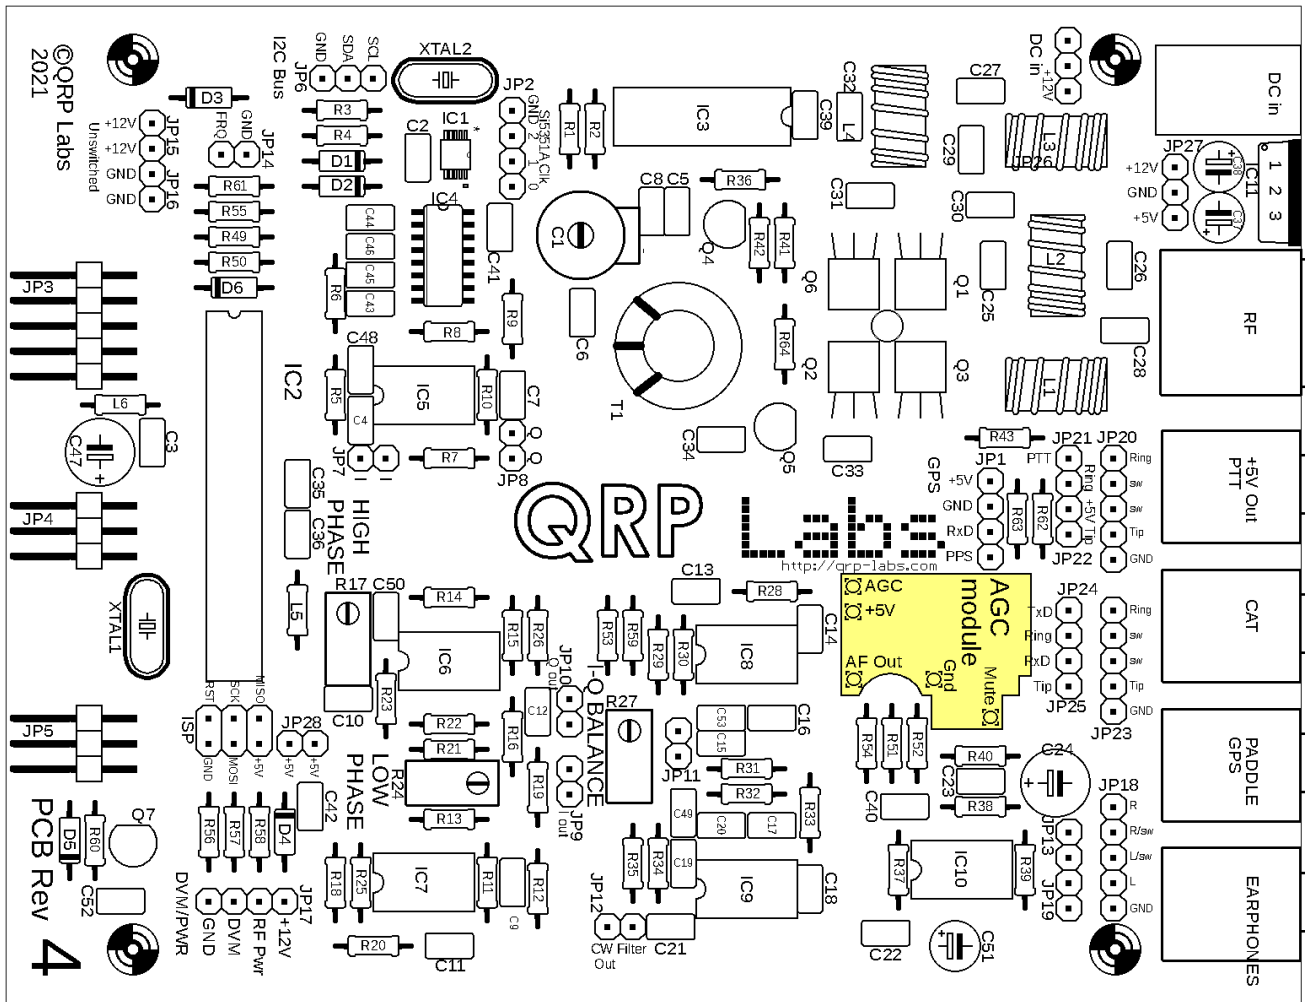 ©QRP Labs
2021
D3
+12V
+12V
GND
GND
Unswitched
JP15
JP16
FRQ
GND
JP14
R61
R55
R49
R50
D6
I2C Bus
GND
SDA
SCL
JP6
XTAL2
R3
R4
D1
D2
C2
IC1
*
JP2
GND
2
1
0
Si5351A Clk
R1
R2
IC3
C39
C32
L4
C27
DC in
+12V
DC in
C29
L3
JP26
JP27
+12V
GND
+5V
C38
C37
IC11
1
2
3
C44
C46
C45
C43
IC4
C41
R6
R8
R9
C8
C5
R36
C1
Q4
R42
R41
C31
C30
L2
C26
C25
Q6
Q1
C6
R64
T1
Q2
Q3
C28
RF
L1
JP3
L6
C47
C3
IC2
C48
R5
C4
IC5
R10
C7
JP7
I
I
R7
Q
Q
JP8
C34
Q5
C33
R43
JP21
JP20
PTT
Ring
+5V
Tip
JP22
Ring
sw
sw
Tip
GND
+5V Out
PTT
GPS
JP1
+5V
GND
RxD
PPS
R63
R62
JP4
C35
C36
HIGH
PHASE
QRP
Labs.
http://qrp-labs.com
XTAL1
L5
R17
C50
R14
IC6
C10
R23
R22
R21
R15
R26
JP10
Q Out
C12
R16
I-Q BALANCE
R53
R59
R29
R30
C13
R28
IC8
C14
AGC
+5V
AGC
module
AF Out
Gnd
Mute
JP24
TxD
Ring
RxD
Tip
JP25
Ring
sw
sw
Tip
GND
JP23
CAT
JP5
ISP
RST
SCK
MISO
GND
MOSI
+5V
JP28
+5V
+5V
LOW
PHASE
R24
R13
R19
JP9
I Out
R27
JP11
C53
C15
C16
R31
R32
R54
R51
R52
R40
C23
R38
C24
C40
PADDLE
GPS
JP18
R
R/sw
L/sw
L
GND
PCB Rev
4
D5
R60
Q7
C52
R56
R57
R58
D4
C42
DVM/PWR
GND
DVM
RF Pwr
+12V
JP17
R18
R25
IC7
R11
C9
R12
R20
C11
JP12
CW Filter
Out
R35
R34
C49
C20
C17
C19
R33
IC9
C18
C21
R37
IC10
R39
JP13
JP19
C22
C51
EARPHONES